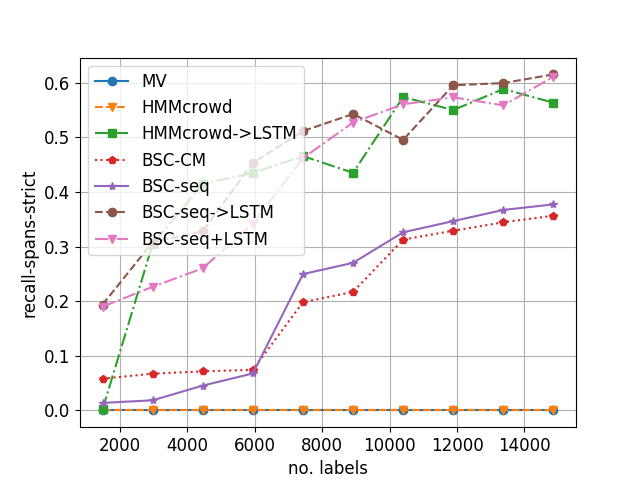 MV
HMMcrowd
HMMcrowd->LSTM
BSC-CM
BSC-seq
BSC-seq->LSTM
BSC-seq+LSTM
0.6
0.5
0.4
0.3
0.2
0.1
0.0
recall-spans-strict
2000 4000 6000 8000 10000 12000 14000
no. labels